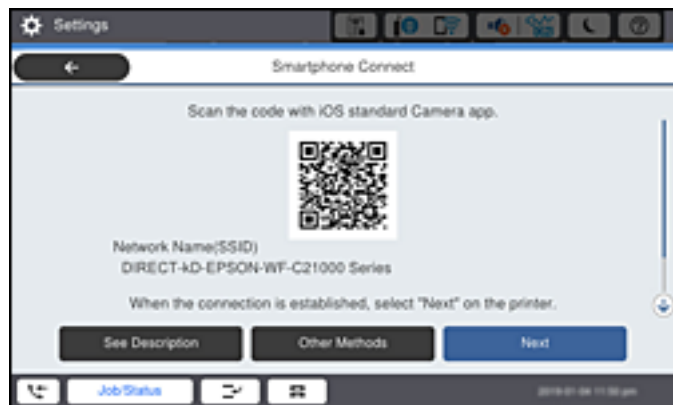 Settings
Smartphone Connect
Scan the code with iOS standard Camera app.
Network Name(SSID)
DIRECT-kD-EPSON-WF-C21000 Series
When the connection is established, select "Next" on the printer.
See Description
Other Methods
Next
Job/Status